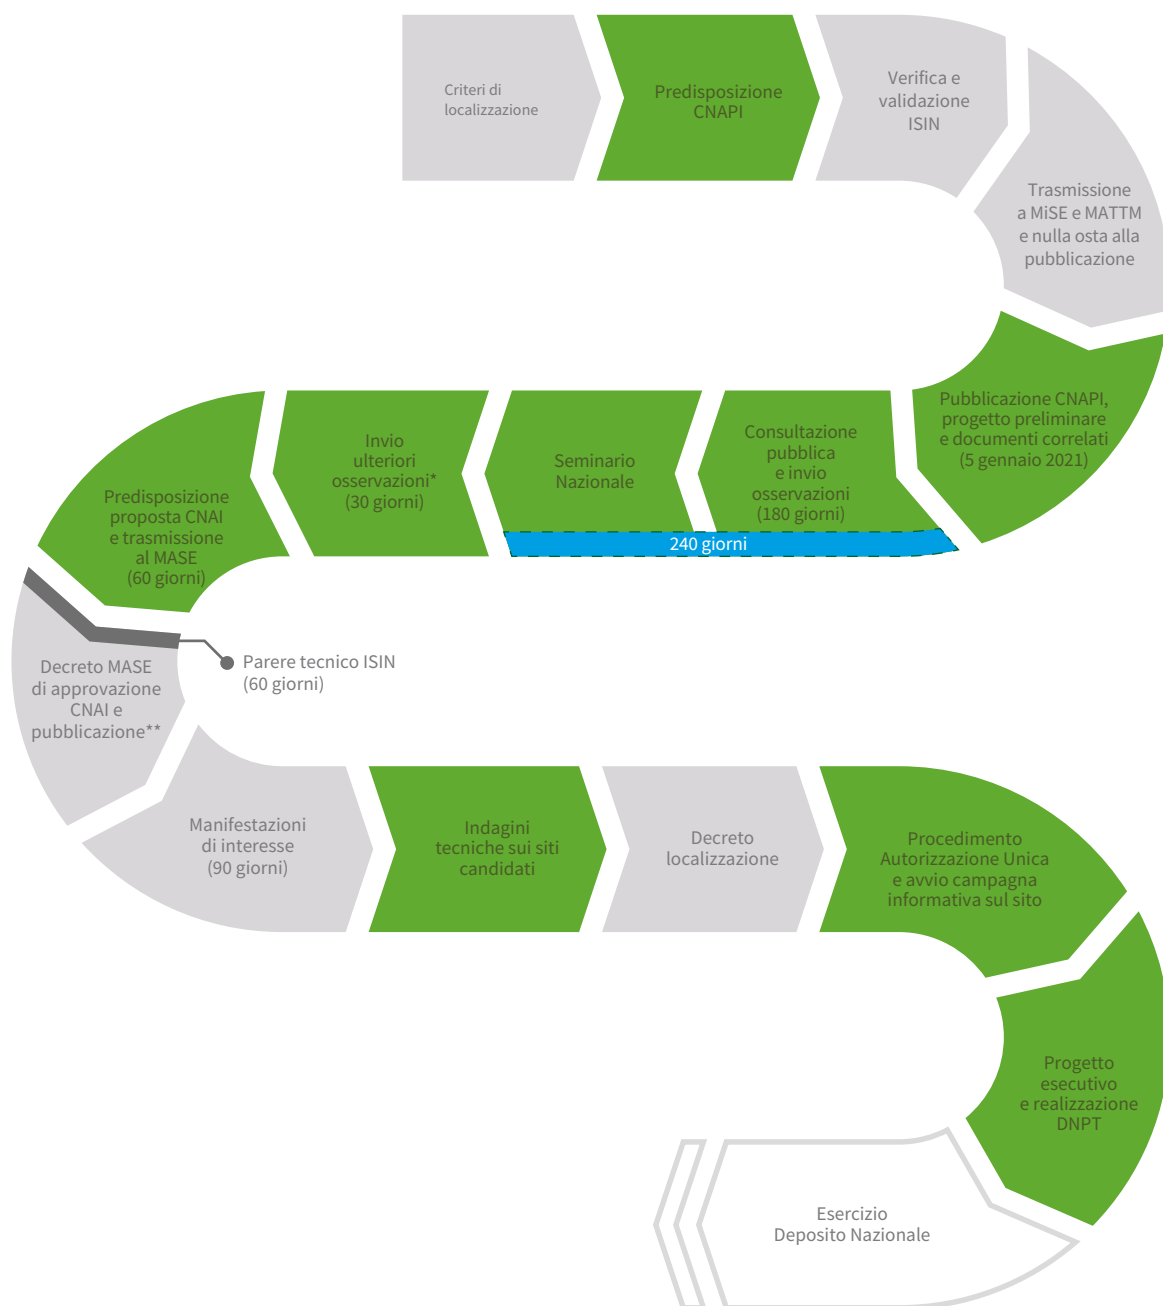 Criteri di
localizzazione
Predisposizione
CNAPI
Verifica e
validazione
ISIN
Trasmissione
a MiSE e MATTM
e nulla osta alla
pubblicazione
Pubblicazione CNAPI,
progetto preliminare
e documenti correlati
(5 gennaio 2021)
Consultazione
pubblica
e invio
osservazioni
(180 giorni)
Seminario
Nazionale
240 giorni
Invio
ulteriori
osservazioni*
(30 giorni)
Predisposizione
proposta CNAI
e trasmissione
al MASE
(60 giorni)
Parere tecnico ISIN
(60 giorni)
Decreto MASE
di approvazione
CNAI e
pubblicazione**
Manifestazioni
di interesse
(90 giorni)
Indagini
tecniche sui siti
candidati
Decreto
localizzazione
Procedimento
Autorizzazione Unica
e avvio campagna
informativa sul sito
Progetto
esecutivo
e realizzazione
DNPT
Esercizio
Deposito Nazionale